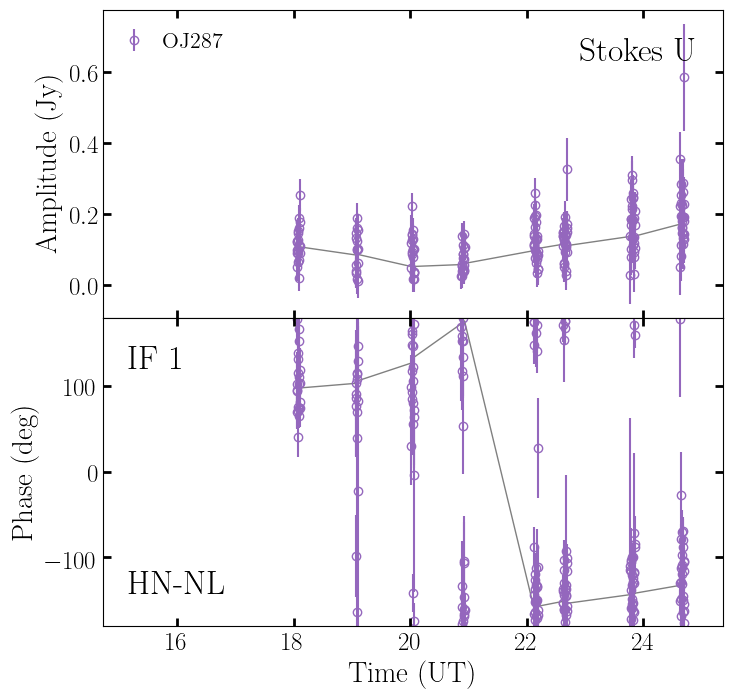 OJ287
Stokes U
Amplitude (Jy)
0.6
0.4
0.2
0.0
IF 1
HN-NL
Phase (deg)
100
0
−100
16 18 20 22 24
Time (UT)